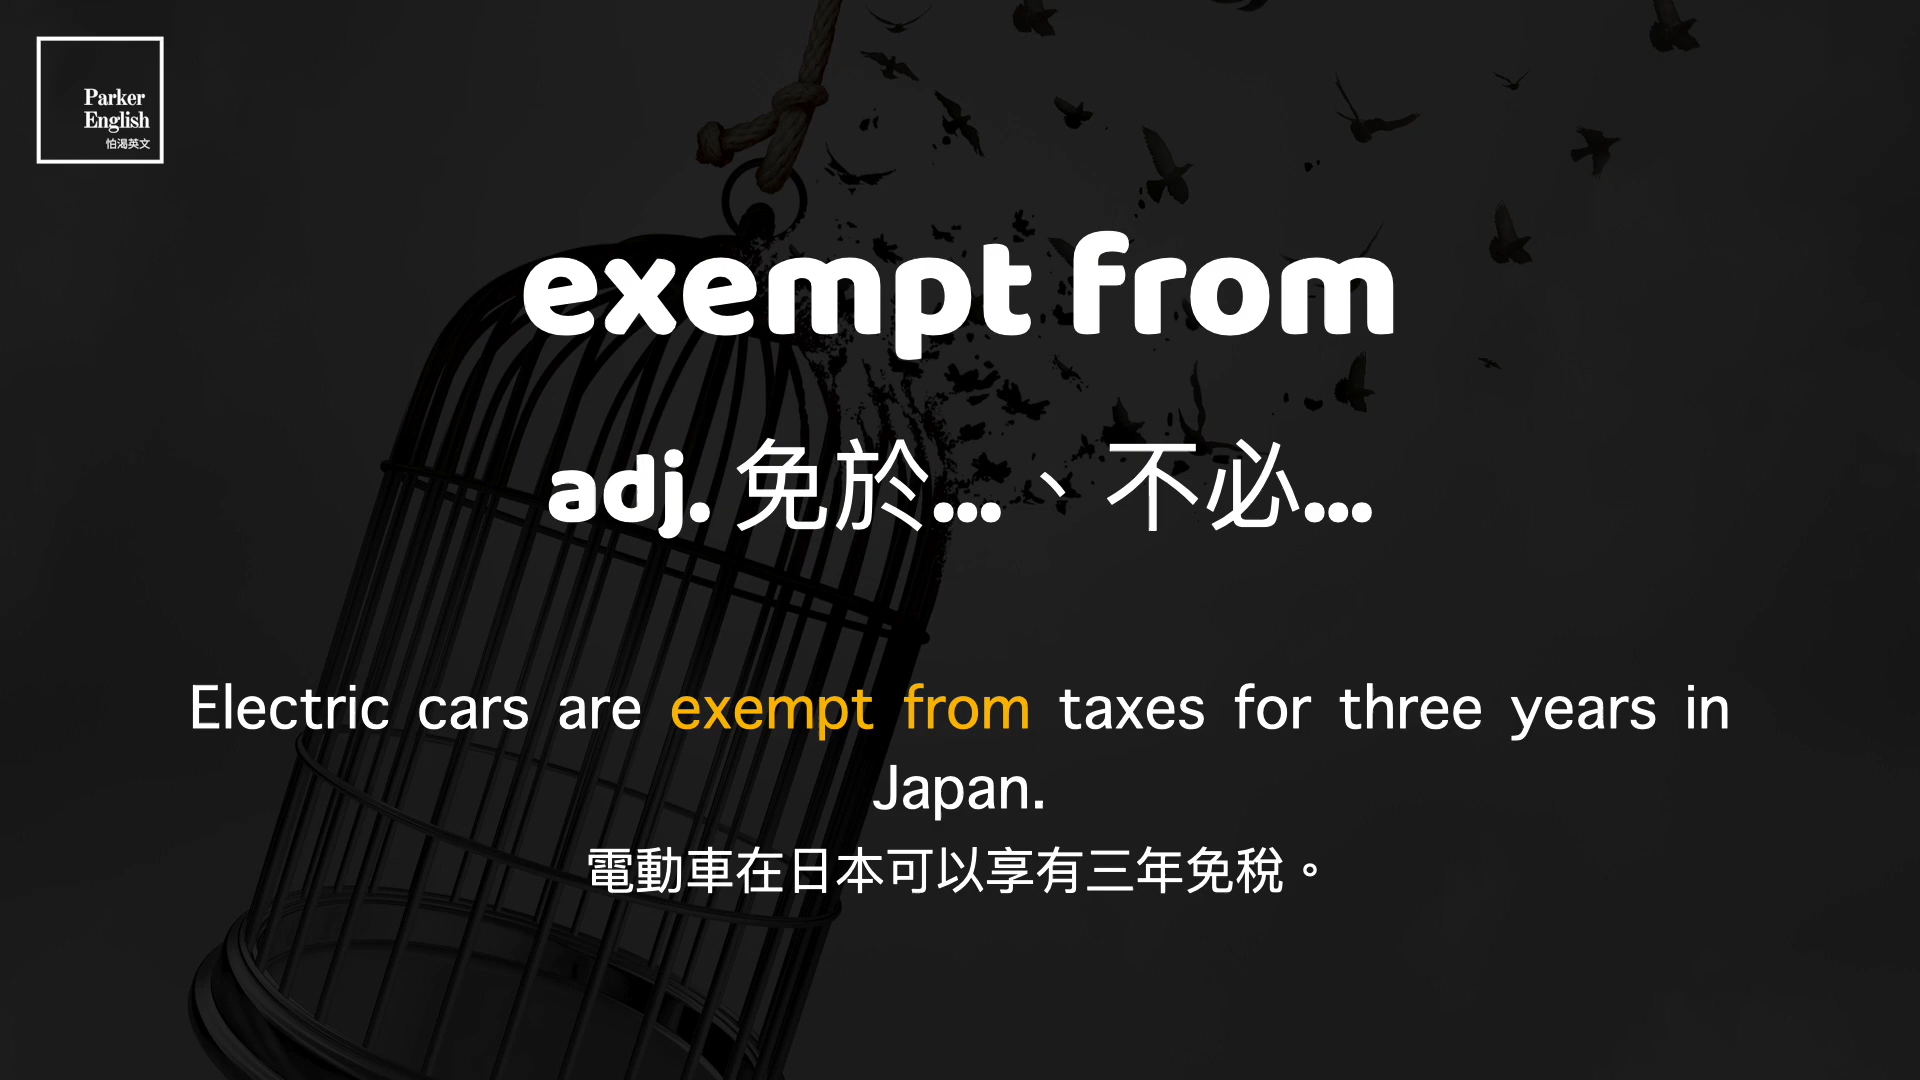 Parker
English
怕渴英文
exempt from
adj. 免於...、不必...
Electric cars are exempt from taxes for three years in
Japan.
電動車在日本可以享有三年免稅。